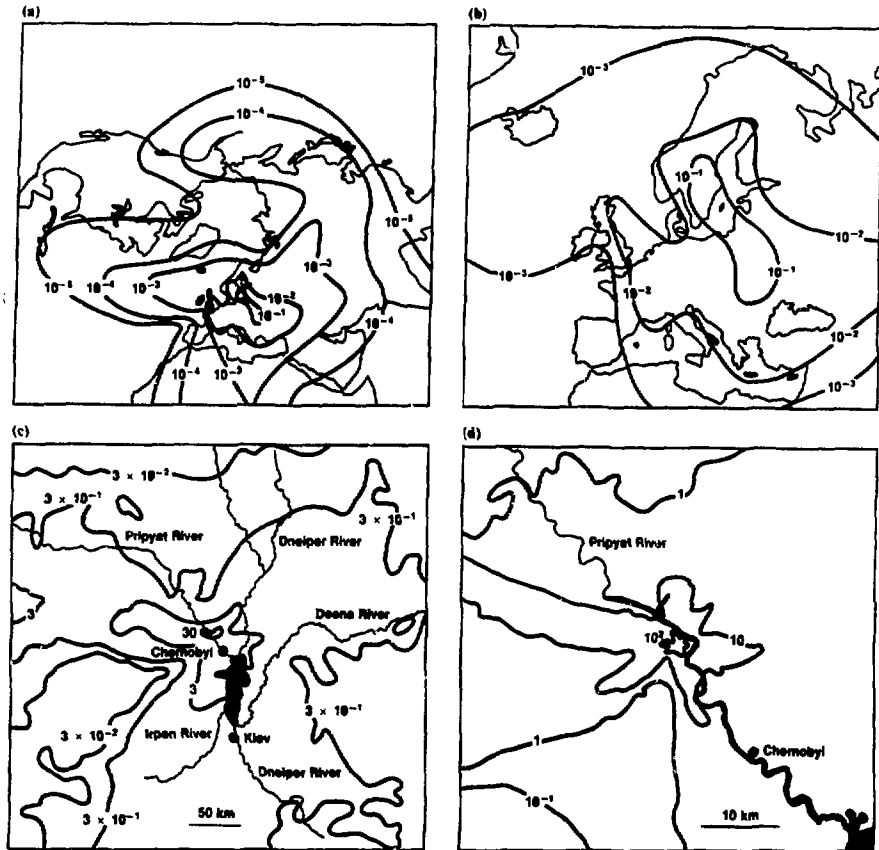 (a)
10⁻⁵
10⁻⁴
10⁻⁵
10⁻³
10⁻⁵
10⁻⁴
10⁻³
10⁻²
10⁻¹
10⁻⁴
10⁻⁴
10⁻³
(b)
10⁻³
10⁻¹
10⁻²
10⁻³
10⁻²
10⁻¹
10⁻²
10⁻³
(c)
3 × 10⁻²
3 × 10⁻¹
3 × 10⁻¹
Pripyat River
Dneiper River
3
Desna River
30
Chernobyl
3
3 × 10⁻¹
3 × 10⁻²
Irpen River
Kiev
Dneiper River
3 × 10⁻¹
50 km
(d)
1
Pripyat River
10
1
Chernobyl
10⁻¹
10 km